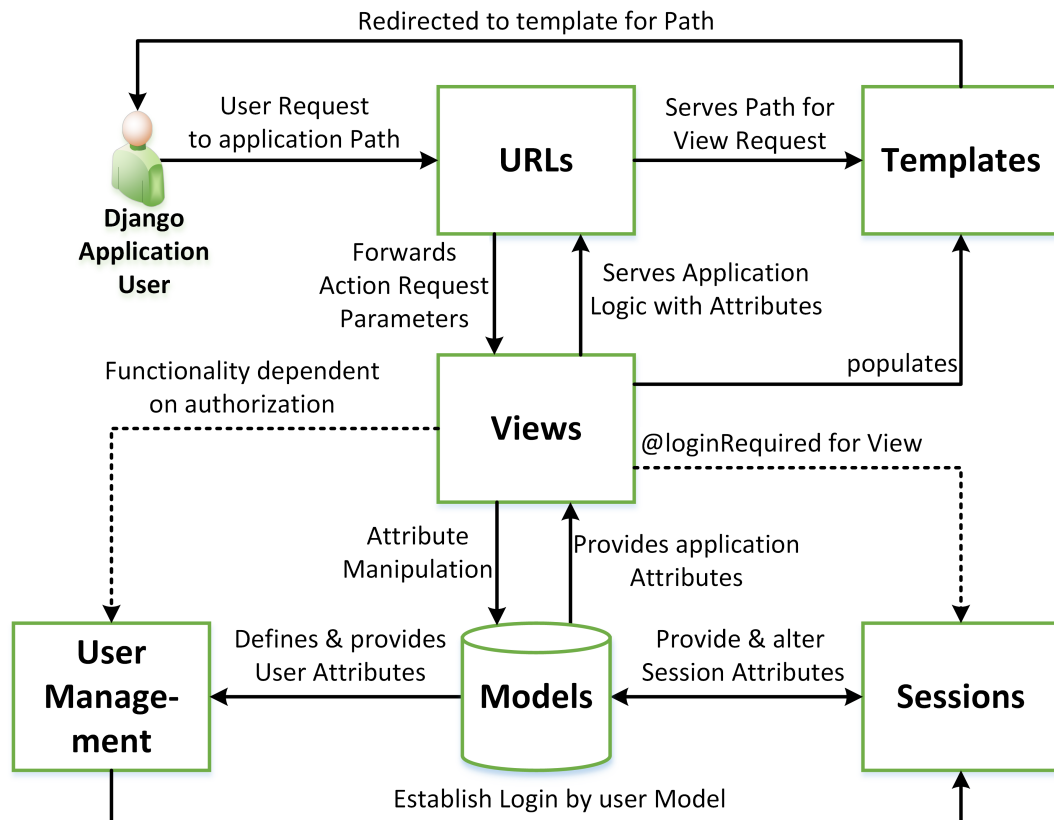 Redirected to template for Path
User Request
to application Path
URLs
Serves Path for
View Request
Templates
Django
Application
User
Forwards
Action Request
Parameters
Serves Application
Logic with Attributes
Functionality dependent
on authorization
populates
Views
@loginRequired for View
Attribute
Manipulation
Provides application
Attributes
User
Manage-
ment
Defines & provides
User Attributes
Models
Provide & alter
Session Attributes
Sessions
Establish Login by user Model